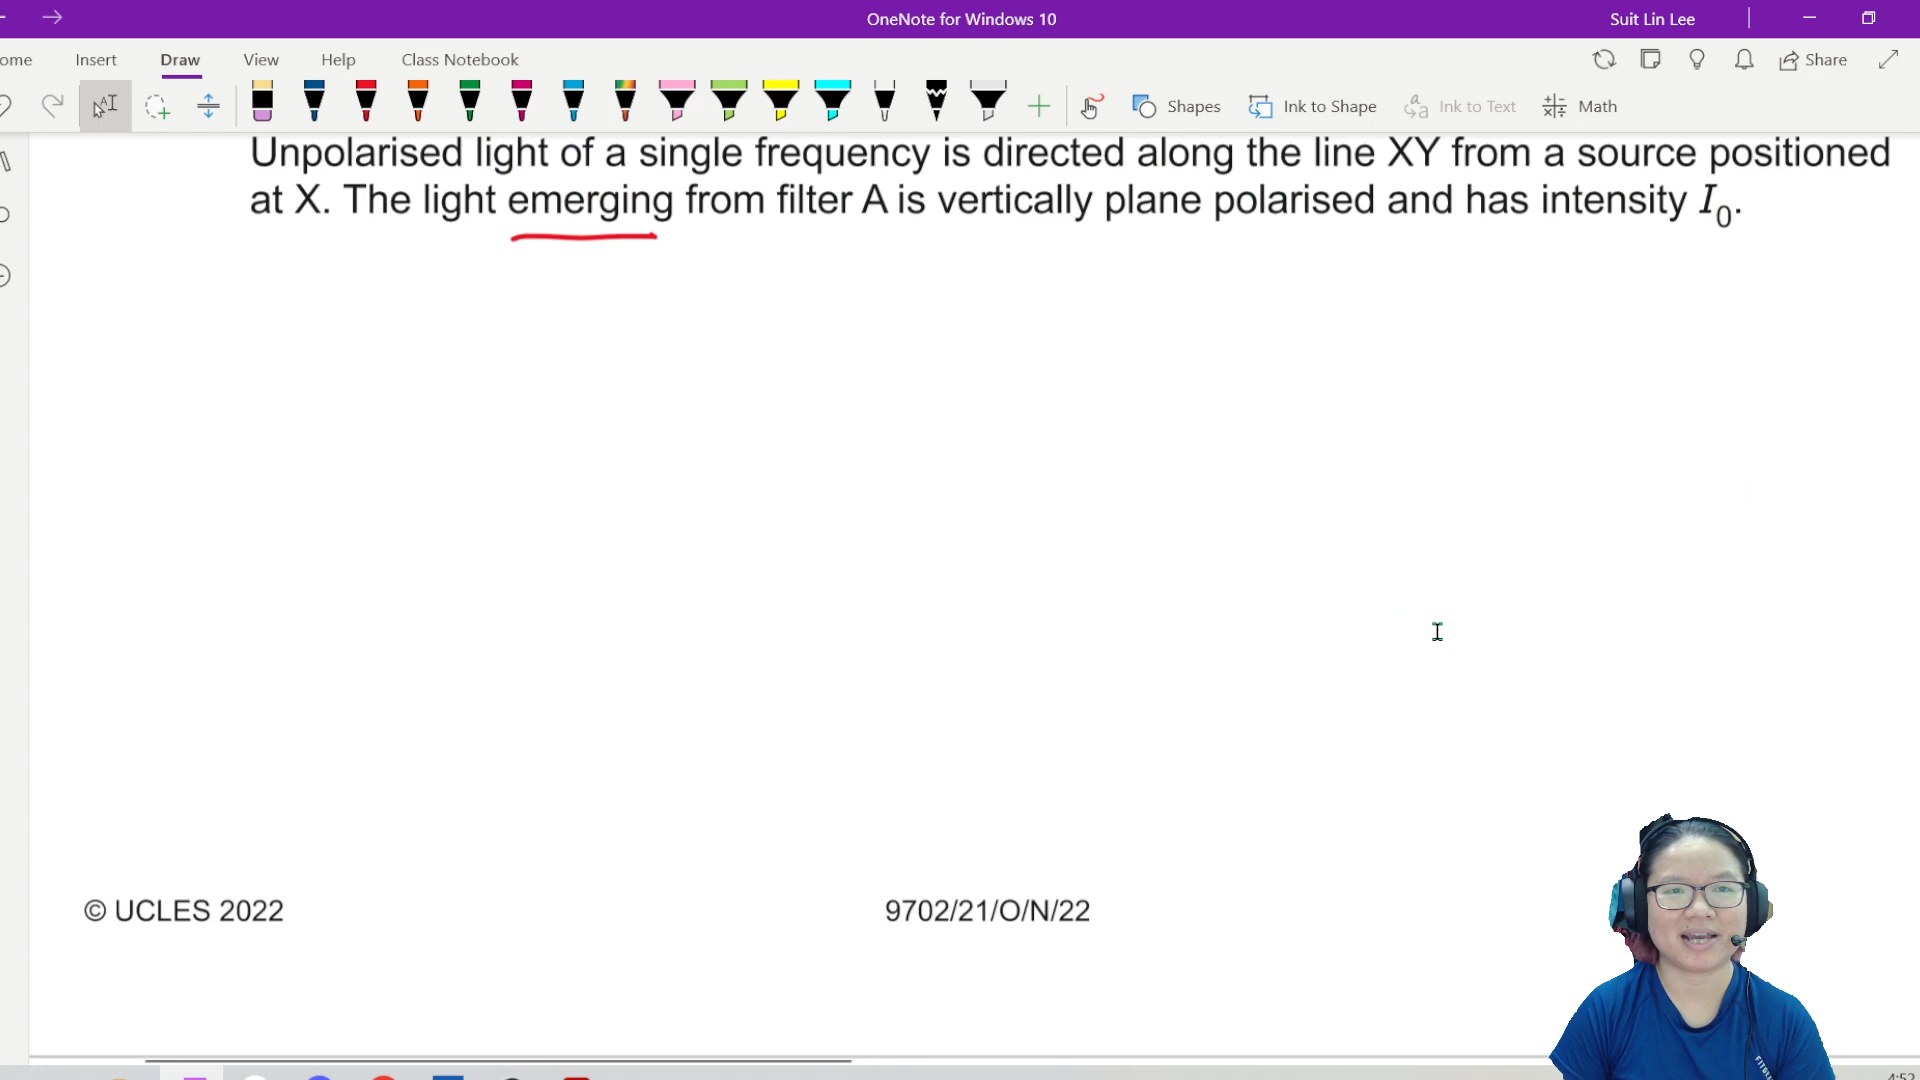 OneNote for Windows 10
Suit Lin Lee
ome Insert Draw View Help Class Notebook
Share
Shapes Ink to Shape Ink to Text Math
Unpolarised light of a single frequency is directed along the line XY from a source positioned
at X. The light emerging from filter A is vertically plane polarised and has intensity I₀.
© UCLES 2022
9702/21/O/N/22